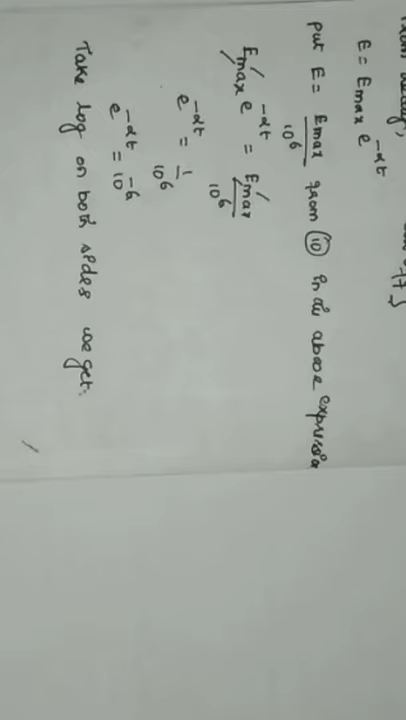 E = Emax e^-αt
put E = Emax/10^6 from (10) in the above expression
Emax e^-αt = Emax/10^6
e^-αt = 1/10^6
e^-αt = 10^-6
Take log on both sides we get: